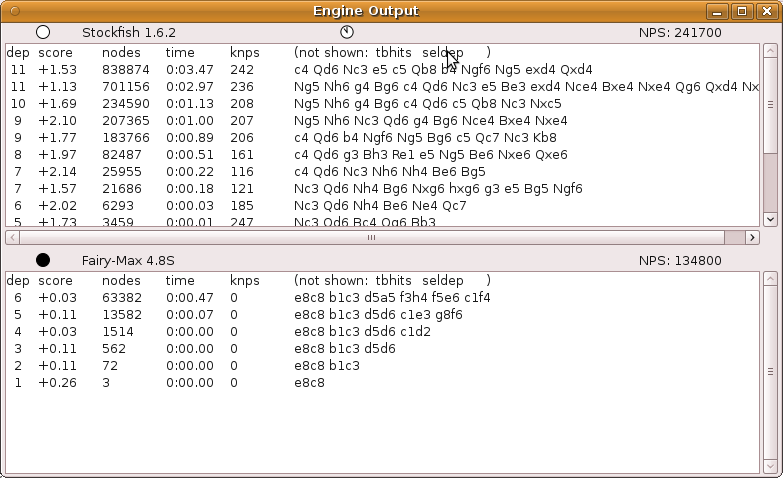 Engine Output
Stockfish 1.6.2 NPS: 241700
dep score nodes time knps (not shown: tbhits seldep )
11 +1.53 838874 0:03.47 242 c4 Qd6 Nc3 e5 c5 Qb8 b4 Ngf6 Ng5 exd4 Qxd4
11 +1.13 701156 0:02.97 236 Ng5 Nh6 g4 Bg6 c4 Qd6 Nc3 e5 Be3 exd4 Nce4 Bxe4 Nxe4 Qg6 Qxd4 Nx
10 +1.69 234590 0:01.13 208 Ng5 Nh6 g4 Bg6 c4 Qd6 c5 Qb8 Nc3 Nxc5
9 +2.10 207365 0:01.00 207 Ng5 Nh6 Nc3 Qd6 g4 Bg6 Nce4 Bxe4 Nxe4
9 +1.77 183766 0:00.89 206 c4 Qd6 b4 Ngf6 Ng5 Bg6 c5 Qc7 Nc3 Kb8
8 +1.97 82487 0:00.51 161 c4 Qd6 g3 Bh3 Re1 e5 Ng5 Be6 Nxe6 Qxe6
7 +2.14 25955 0:00.22 116 c4 Qd6 Nc3 Nh6 Nh4 Be6 Bg5
7 +1.57 21686 0:00.18 121 Nc3 Qd6 Nh4 Bg6 Nxg6 hxg6 g3 e5 Bg5 Ngf6
6 +2.02 6293 0:00.03 185 Nc3 Qd6 Nh4 Be6 Ne4 Qc7
5 +1.73 3459 0:00.01 247 Nc3 Qd6 Bc4 Qg6 Bb3
Fairy-Max 4.8S NPS: 134800
dep score nodes time knps (not shown: tbhits seldep )
6 +0.03 63382 0:00.47 0 e8c8 b1c3 d5a5 f3h4 f5e6 c1f4
5 +0.11 13582 0:00.07 0 e8c8 b1c3 d5d6 c1e3 g8f6
4 +0.03 1514 0:00.00 0 e8c8 b1c3 d5d6 c1d2
3 +0.11 562 0:00.00 0 e8c8 b1c3 d5d6
2 +0.11 72 0:00.00 0 e8c8 b1c3
1 +0.26 3 0:00.00 0 e8c8